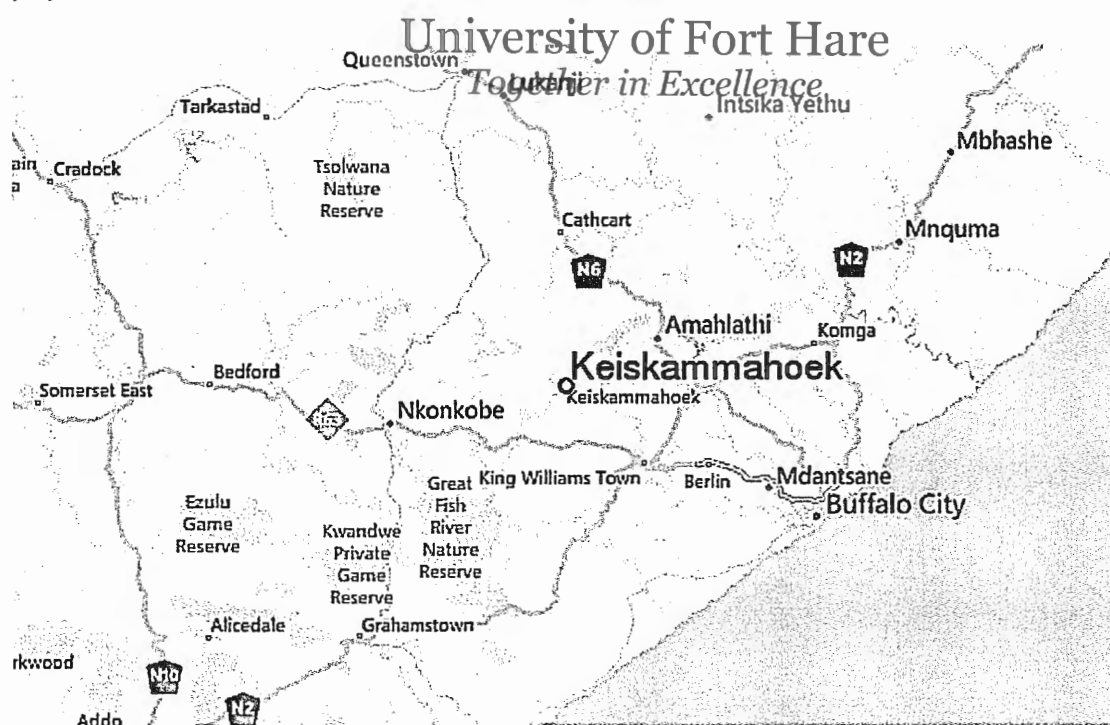 University of Fort Hare
Together in Excellence
Queenstown
Lukanji
Intsika Yethu
Tarkastad
Mbhashe
Cradock
Tsolwana
Nature
Reserve
Cathcart
Mnquma
N2
N6
Amahlathi
Komga
Keiskammahoek
Keiskammahoek
Bedford
Somerset East
Nkonkobe
King Williams Town
Berlin
Mdantsane
Buffalo City
Great
Fish
River
Nature
Reserve
Ezulu
Game
Reserve
Kwandwe
Private
Game
Reserve
Alicedale
Grahamstown
rkwood
N10
N2
Addo